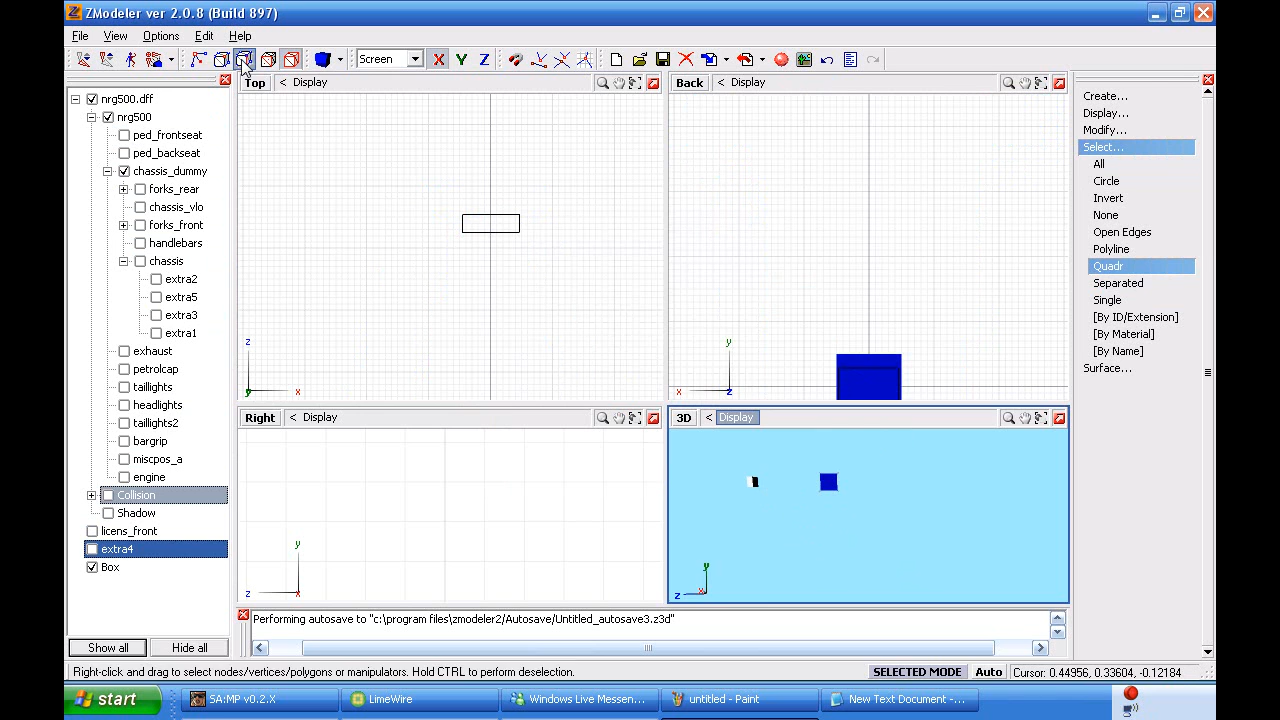 ZModeler ver 2.0.8 (Build 897)
File View Options Edit Help
Screen X Y Z
nrg500.dff
nrg500
ped_frontseat
ped_backseat
chassis_dummy
forks_rear
chassis_vlo
forks_front
handlebars
chassis
extra2
extra5
extra3
extra1
exhaust
petrolcap
taillights
headlights
taillights2
bargrip
miscpos_a
engine
Collision
Shadow
licens_front
extra4
Box
Show all Hide all
Top < Display
z
y x
Back < Display
y
x z
Right < Display
y
z x
3D < Display
y
z x
Create...
Display...
Modify...
Select...
All
Circle
Invert
None
Open Edges
Polyline
Quadr
Separated
Single
[By ID/Extension]
[By Material]
[By Name]
Surface...
Performing autosave to "c:\program files\zmodeler2/Autosave/Untitled_autosave3.z3d"
Right-click and drag to select nodes/vertices/polygons or manipulators. Hold CTRL to perform deselection. SELECTED MODE Auto Cursor: 0.44956, 0.33604, -0.12184
start SA:MP v0.2.X LimeWire Windows Live Messen... untitled - Paint New Text Document -...